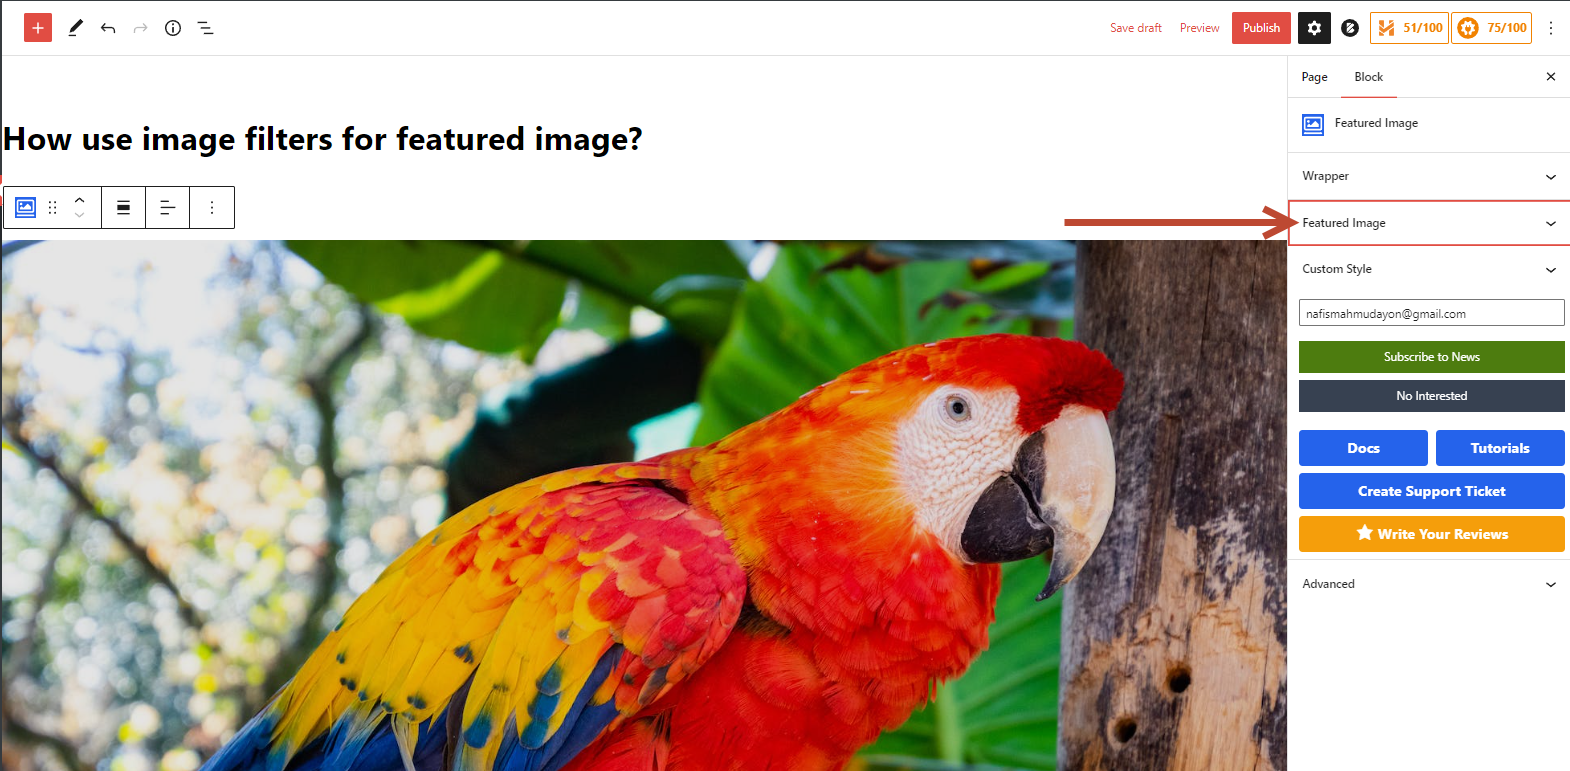 Save draft
Preview
Publish
51/100
75/100
Page
Block
How use image filters for featured image?
Featured Image
Wrapper
Featured Image
Custom Style
nafismahmudayon@gmail.com
Subscribe to News
No Interested
Docs
Tutorials
Create Support Ticket
Write Your Reviews
Advanced